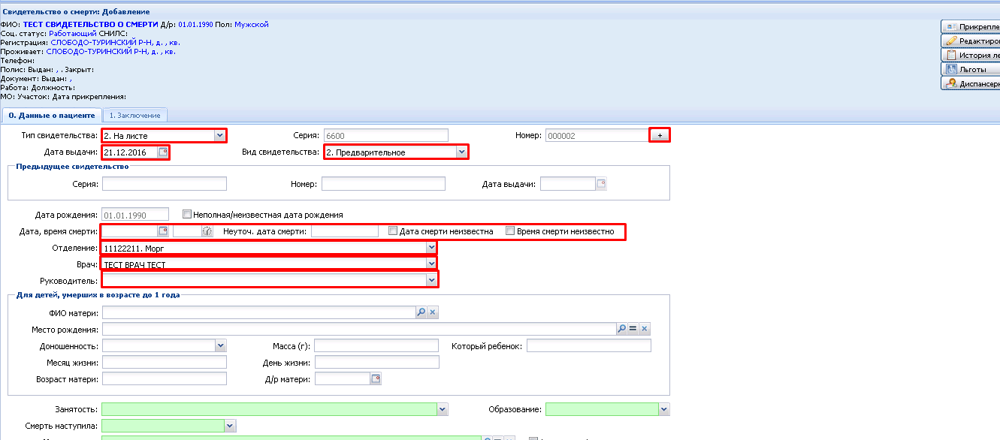 Свидетельство о смерти: Добавление
ФИО: ТЕСТ СВИДЕТЕЛЬСТВО О СМЕРТИ Д/р: 01.01.1990 Пол: Мужской
Соц. статус: Работающий СНИЛС:
Регистрация: СЛОБОДО-ТУРИНСКИЙ Р-Н, д. , кв.
Проживает: СЛОБОДО-ТУРИНСКИЙ Р-Н, д. , кв.
Телефон:
Полис: Выдан: , . Закрыт:
Документ: Выдан: ,
Работа: Должность:
МО: Участок: Дата прикрепления:
Прикрепле
Редактиро
История ле
Льготы
Диспансерн
0. Данные о пациенте 1. Заключение
Тип свидетельства: 2. На листе Серия: 6600 Номер: 000002 +
Дата выдачи: 21.12.2016 Вид свидетельства: 2. Предварительное
Предыдущее свидетельство
Серия: Номер: Дата выдачи:
Дата рождения: 01.01.1990 Неполная/неизвестная дата рождения
Дата, время смерти: Неуточ. дата смерти: Дата смерти неизвестна Время смерти неизвестно
Отделение: 11122211. Морг
Врач: ТЕСТ ВРАЧ ТЕСТ
Руководитель:
Для детей, умерших в возрасте до 1 года
ФИО матери:
Место рождения:
Доношенность: Масса (г): Который ребенок:
Месяц жизни: День жизни:
Возраст матери: Д/р матери:
Занятость: Образование:
Смерть наступила: